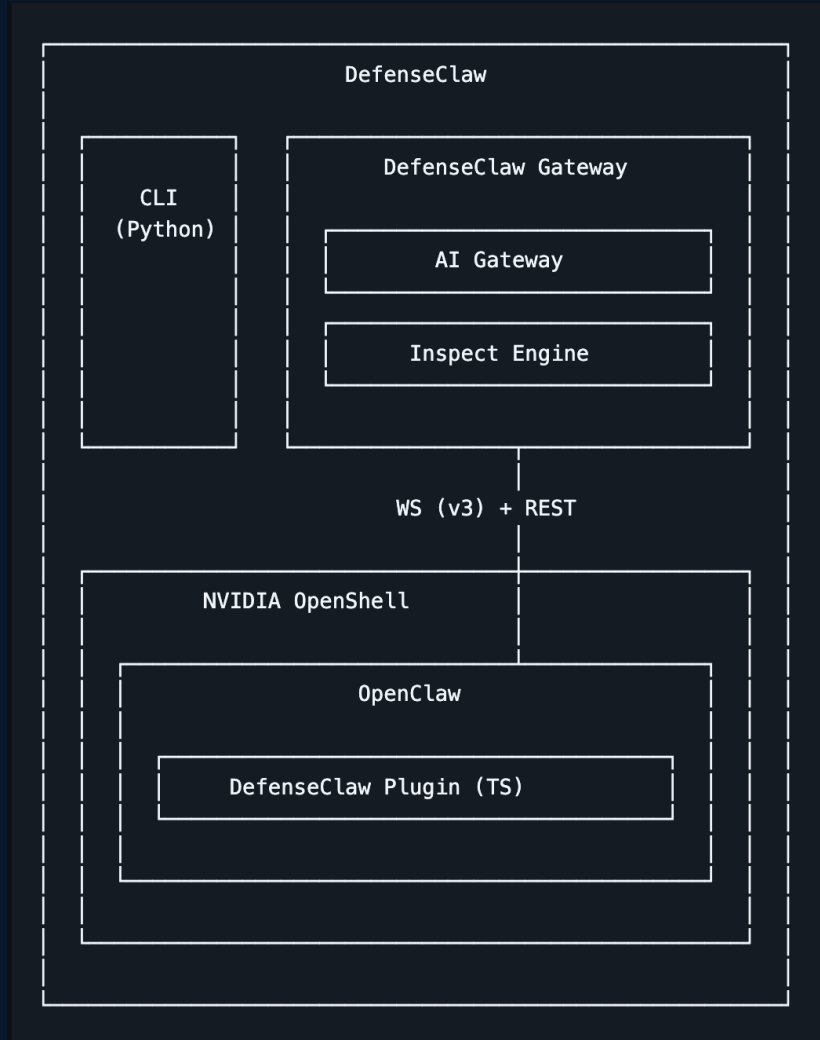 DefenseClaw
CLI
(Python)
DefenseClaw Gateway
AI Gateway
Inspect Engine
WS (v3) + REST
NVIDIA OpenShell
OpenClaw
DefenseClaw Plugin (TS)